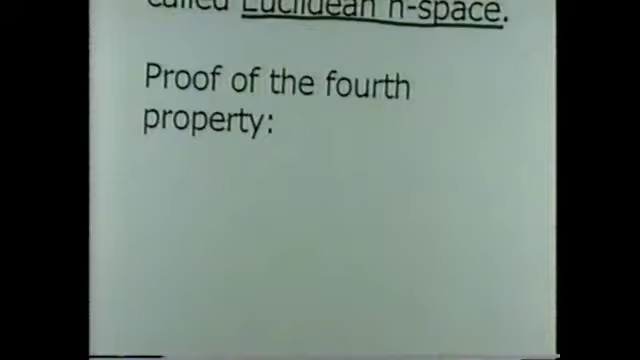 called Euclidean n-space.
Proof of the fourth
property: